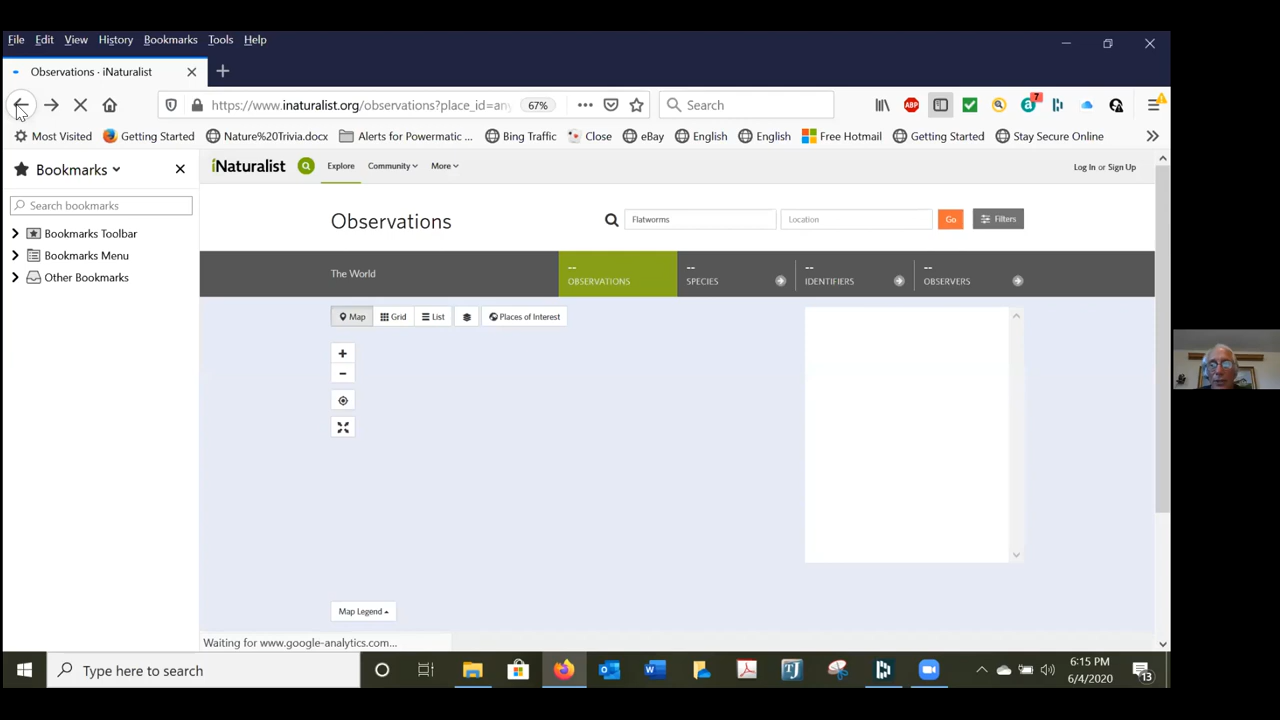 File Edit View History Bookmarks Tools Help
Observations · iNaturalist
https://www.inaturalist.org/observations?place_id=any 67% Search 7
Most Visited Getting Started Nature%20Trivia.docx Alerts for Powermatic ... Bing Traffic Close eBay English English Free Hotmail Getting Started Stay Secure Online
Bookmarks
iNaturalist Explore Community More Log In or Sign Up
Search bookmarks
Bookmarks Toolbar
Bookmarks Menu
Other Bookmarks
Observations Flatworms Location Go Filters
The World
-- -- -- --
OBSERVATIONS SPECIES IDENTIFIERS OBSERVERS
Map Grid List Places of Interest
Map Legend
Waiting for www.google-analytics.com...
Type here to search
6:15 PM
6/4/2020
13